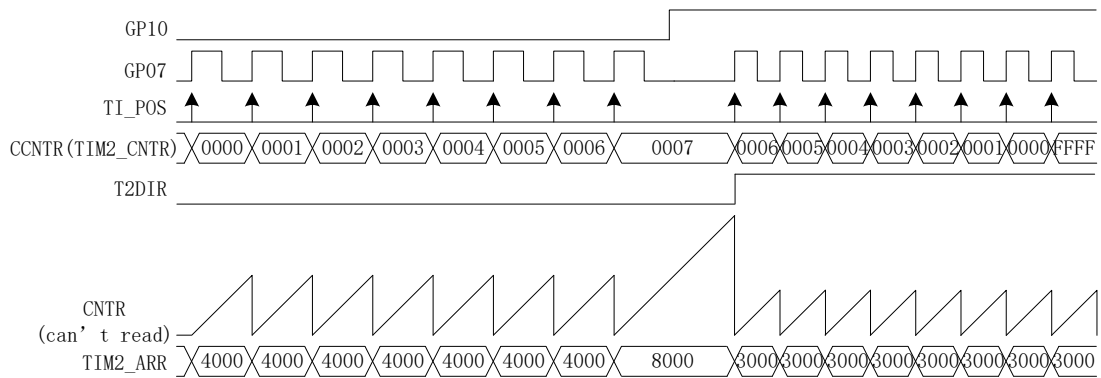 GP10
GP07
TI_POS
CCNTR(TIM2_CNTR) 0000 0001 0002 0003 0004 0005 0006 0007 0006 0005 0004 0003 0002 0001 0000 FFFF
T2DIR
CNTR
(can't read)
TIM2_ARR 4000 4000 4000 4000 4000 4000 4000 8000 3000 3000 3000 3000 3000 3000 3000 3000